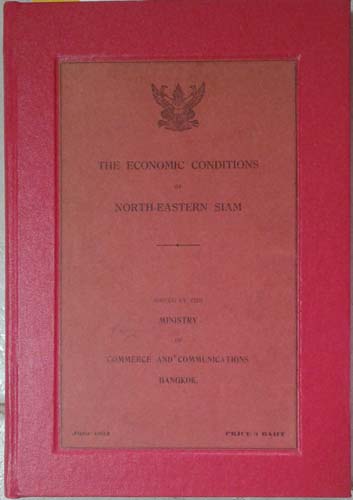 THE ECONOMIC CONDITIONS
OF
NORTH-EASTERN SIAM
ISSUED BY THE
MINISTRY
OF
COMMERCE AND COMMUNICATIONS
BANGKOK.
PRICE 3 BAHT